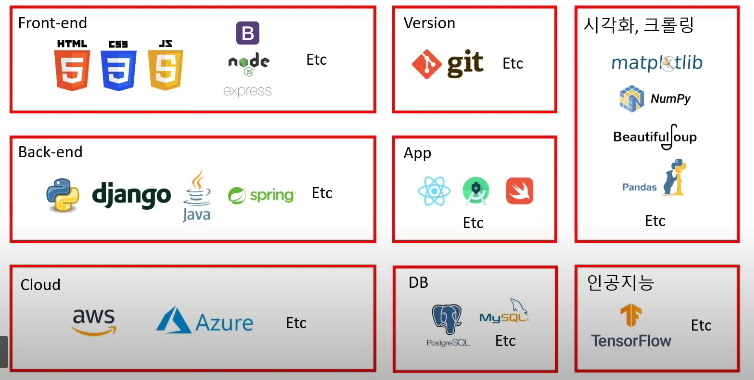 Front-end
HTML
CSS
JS
B
node
JS
express
Etc
Version
git
Etc
시각화, 크롤링
matplotlib
NumPy
BeautifulSoup
Pandas
Etc
Back-end
django
Java
spring
Etc
App
Etc
Cloud
aws
Azure
Etc
DB
PostgreSQL
MySQL
Etc
인공지능
TensorFlow
Etc